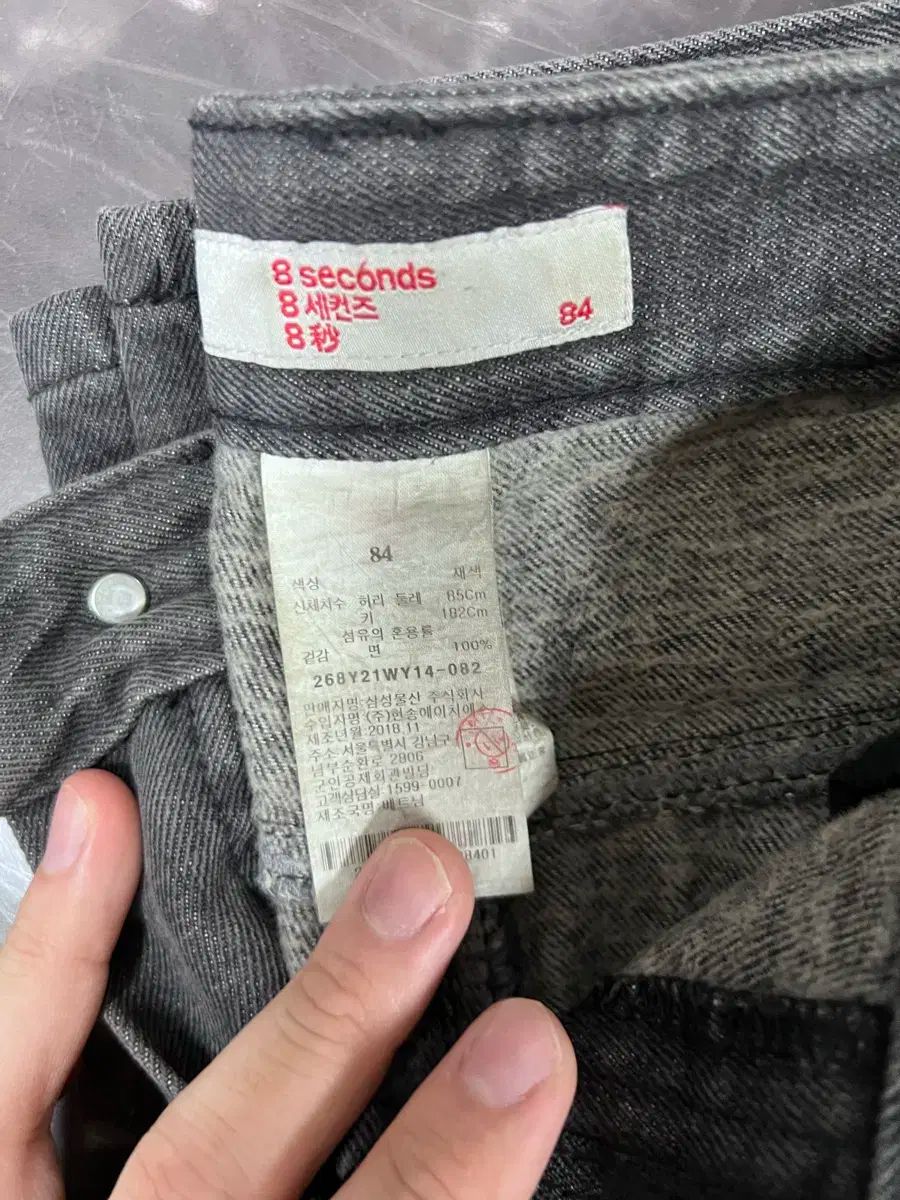 8 seconds
8 세컨즈
8 秒
84
84
색상
신체치수 허리 둘레 85Cm
키 182Cm
섬유의 혼용률
겉감 면 100%
268Y21WY14-082
판매자명:삼성물산 주식회사
수입자명:(주)한송에이치에
제조년월:2018.11
주소:서울특별시 강남구
남부순환로 2806
군인공제회관빌딩
고객상담실:1599-0007
제조국명:베트남
8401